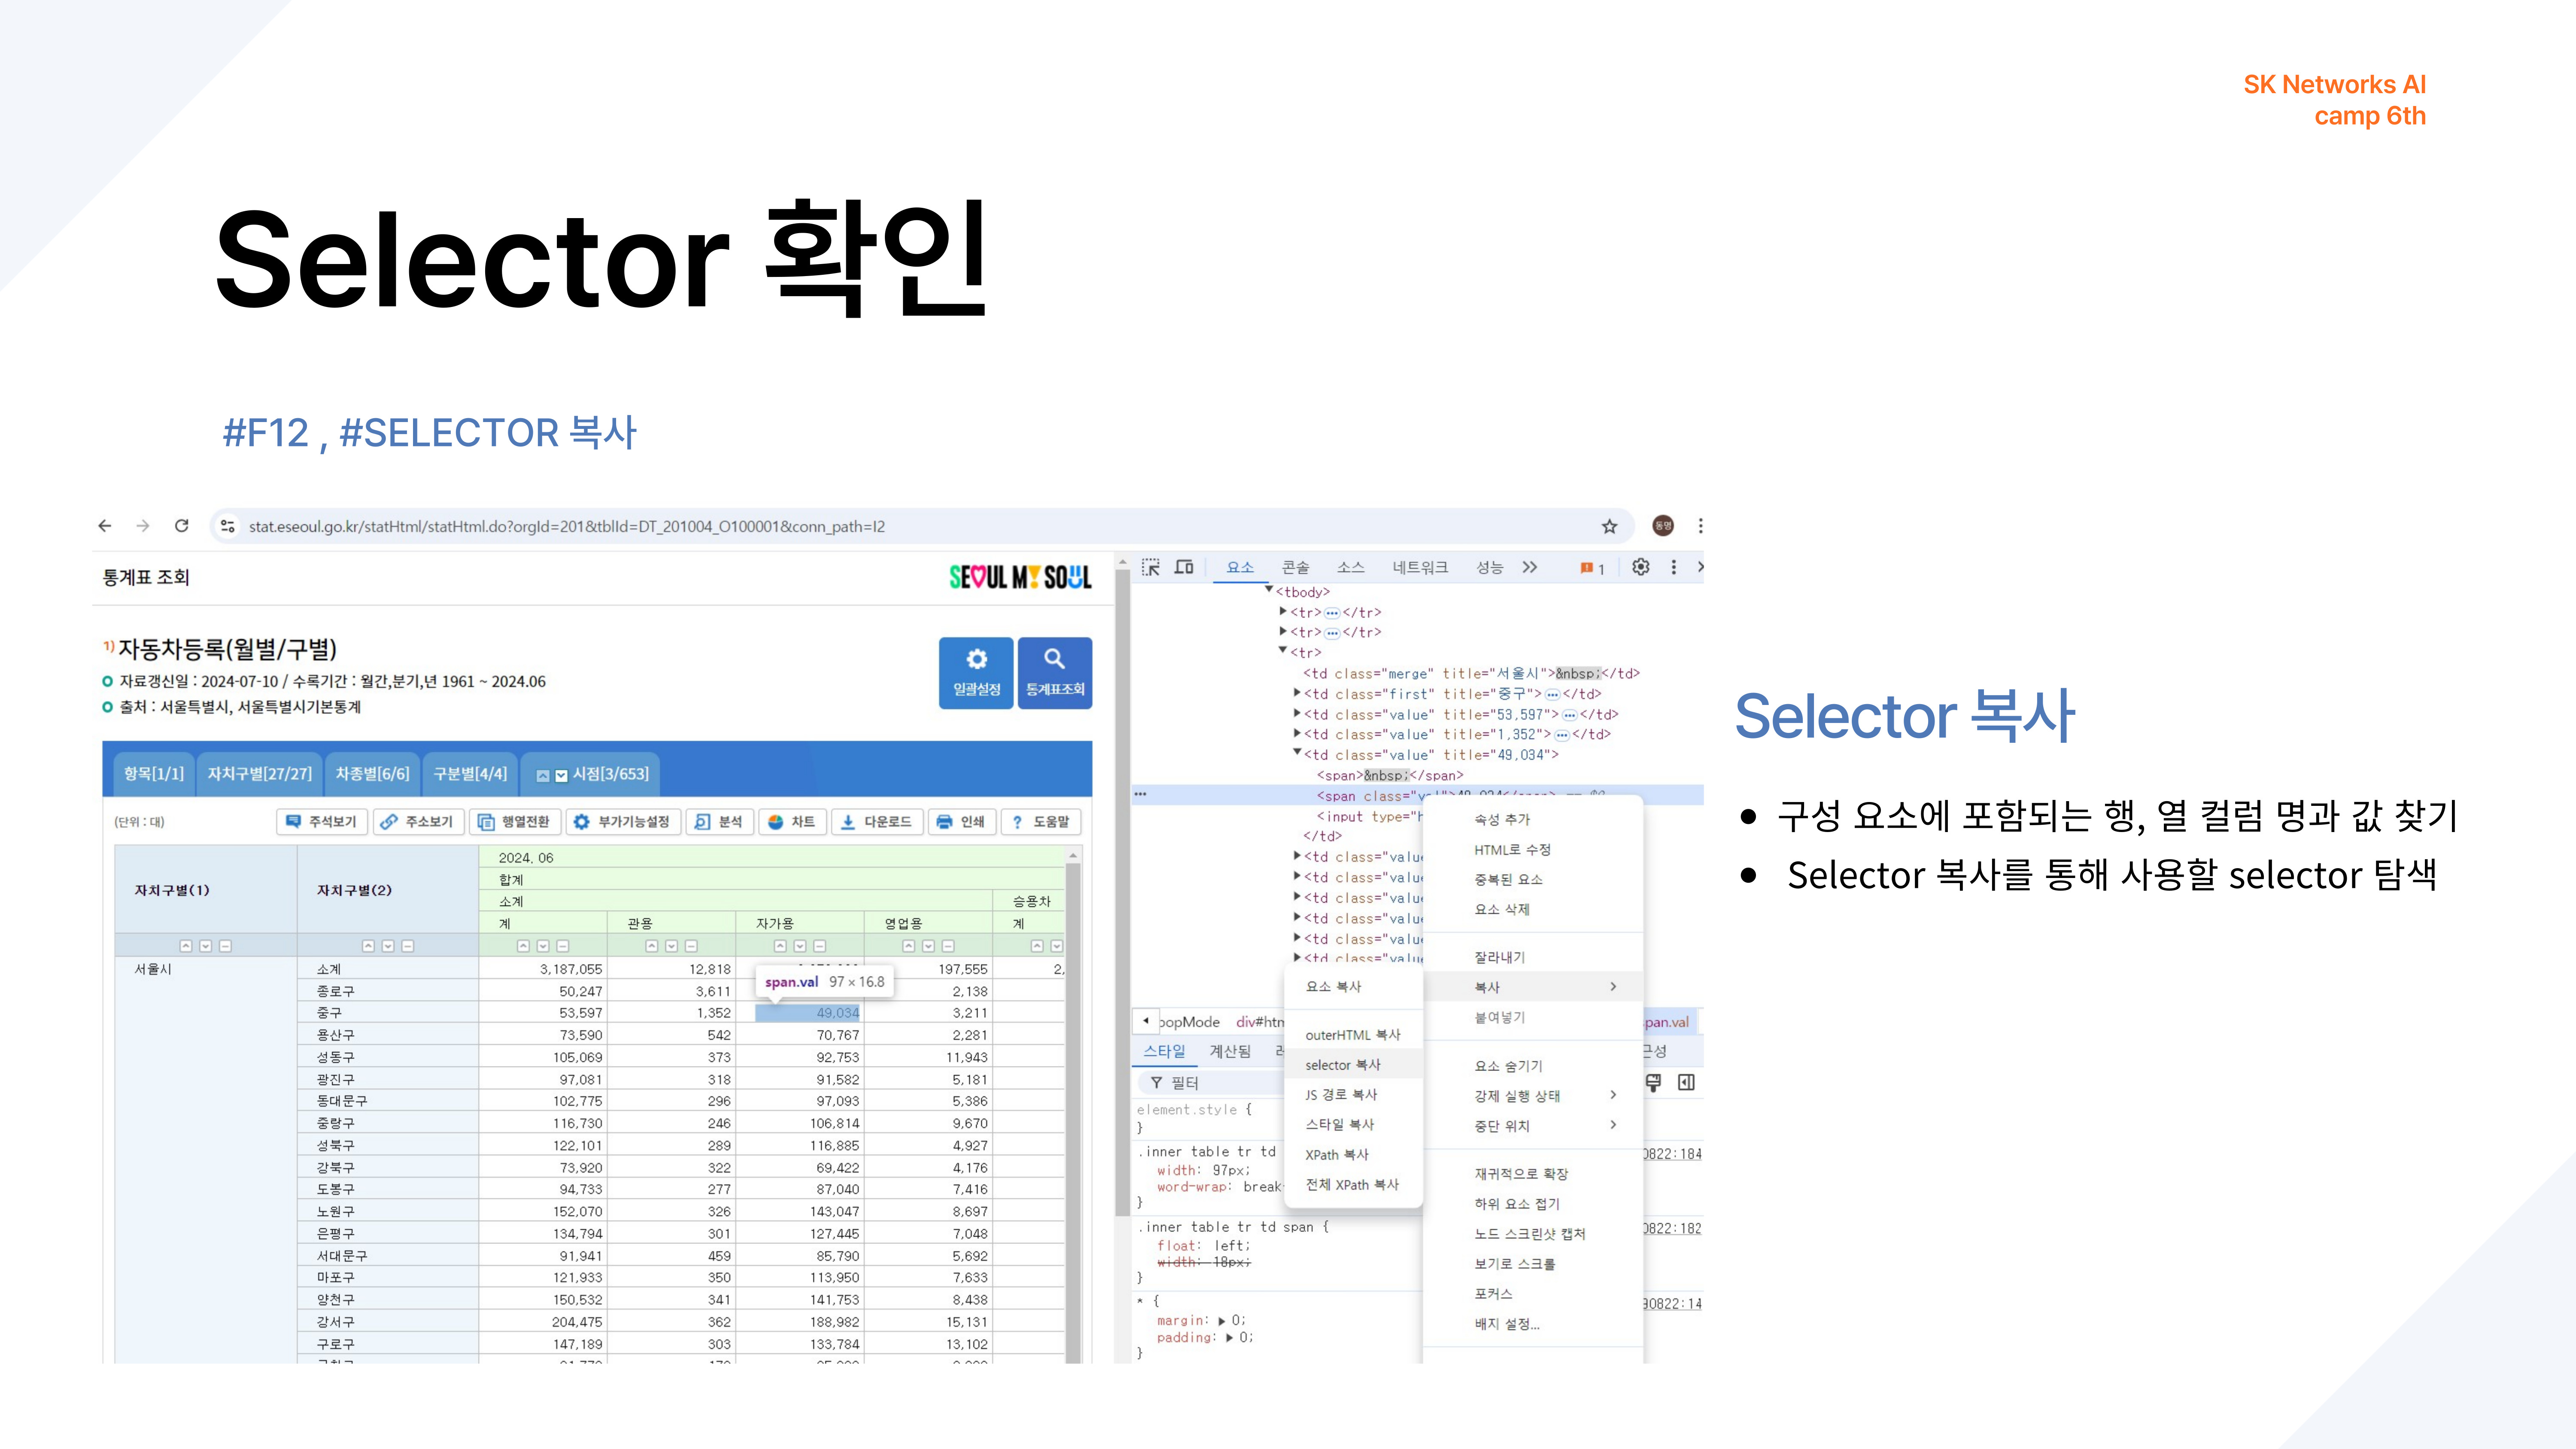 SK Networks AI
camp 6th
Selector 확인
#F12 , #SELECTOR 복사
stat.eseoul.go.kr/statHtml/statHtml.do?orgId=201&tblId=DT_201004_O100001&conn_path=I2
동명
통계표 조회
SEOUL MY SOUL
1) 자동차등록(월별/구별)
자료갱신일 : 2024-07-10 / 수록기간 : 월간,분기,년 1961 ~ 2024.06
출처 : 서울특별시, 서울특별시기본통계
일괄설정 통계표조회
항목[1/1] 자치구별[27/27] 차종별[6/6] 구분별[4/4] 시점[3/653]
(단위 : 대) 주석보기 주소보기 행열전환 부가기능설정 분석 차트 다운로드 인쇄 도움말
자치구별(1) 자치구별(2) 2024. 06
합계
소계 승용차
계 관용 자가용 영업용 계
서울시 소계 3,187,055 12,818 197,555 2,
span.val 97 × 16.8
종로구 50,247 3,611 2,138
중구 53,597 1,352 49,034 3,211
용산구 73,590 542 70,767 2,281
성동구 105,069 373 92,753 11,943
광진구 97,081 318 91,582 5,181
동대문구 102,775 296 97,093 5,386
중랑구 116,730 246 106,814 9,670
성북구 122,101 289 116,885 4,927
강북구 73,920 322 69,422 4,176
도봉구 94,733 277 87,040 7,416
노원구 152,070 326 143,047 8,697
은평구 134,794 301 127,445 7,048
서대문구 91,941 459 85,790 5,692
마포구 121,933 350 113,950 7,633
양천구 150,532 341 141,753 8,438
강서구 204,475 362 188,982 15,131
구로구 147,189 303 133,784 13,102
요소 콘솔 소스 네트워크 성능 1
<tbody>
<tr>…</tr>
<tr>…</tr>
<tr>
<td class="merge" title="서울시">&nbsp;</td>
<td class="first" title="중구">…</td>
<td class="value" title="53,597">…</td>
<td class="value" title="1,352">…</td>
<td class="value" title="49,034">
<span>&nbsp;</span>
<span class="val">49,034</span> == $0
<input type="h
</td>
<td class="valu
<td class="valu
<td class="valu
<td class="valu
<td class="valu
<td class="valu
속성 추가
HTML로 수정
중복된 요소
요소 삭제
잘라내기
복사
붙여넣기
요소 숨기기
강제 실행 상태
중단 위치
재귀적으로 확장
하위 요소 접기
노드 스크린샷 캡처
보기로 스크롤
포커스
배지 설정...
요소 복사
outerHTML 복사
selector 복사
JS 경로 복사
스타일 복사
XPath 복사
전체 XPath 복사
popMode div#htm pan.val
스타일 계산됨
필터
element.style {
}
.inner table tr td 0822:184
width: 97px;
word-wrap: break
}
.inner table tr td span { 0822:182
float: left;
width: 18px;
}
* { 90822:14
margin: 0;
padding: 0;
}
Selector 복사
• 구성 요소에 포함되는 행, 열 컬럼 명과 값 찾기
• Selector 복사를 통해 사용할 selector 탐색